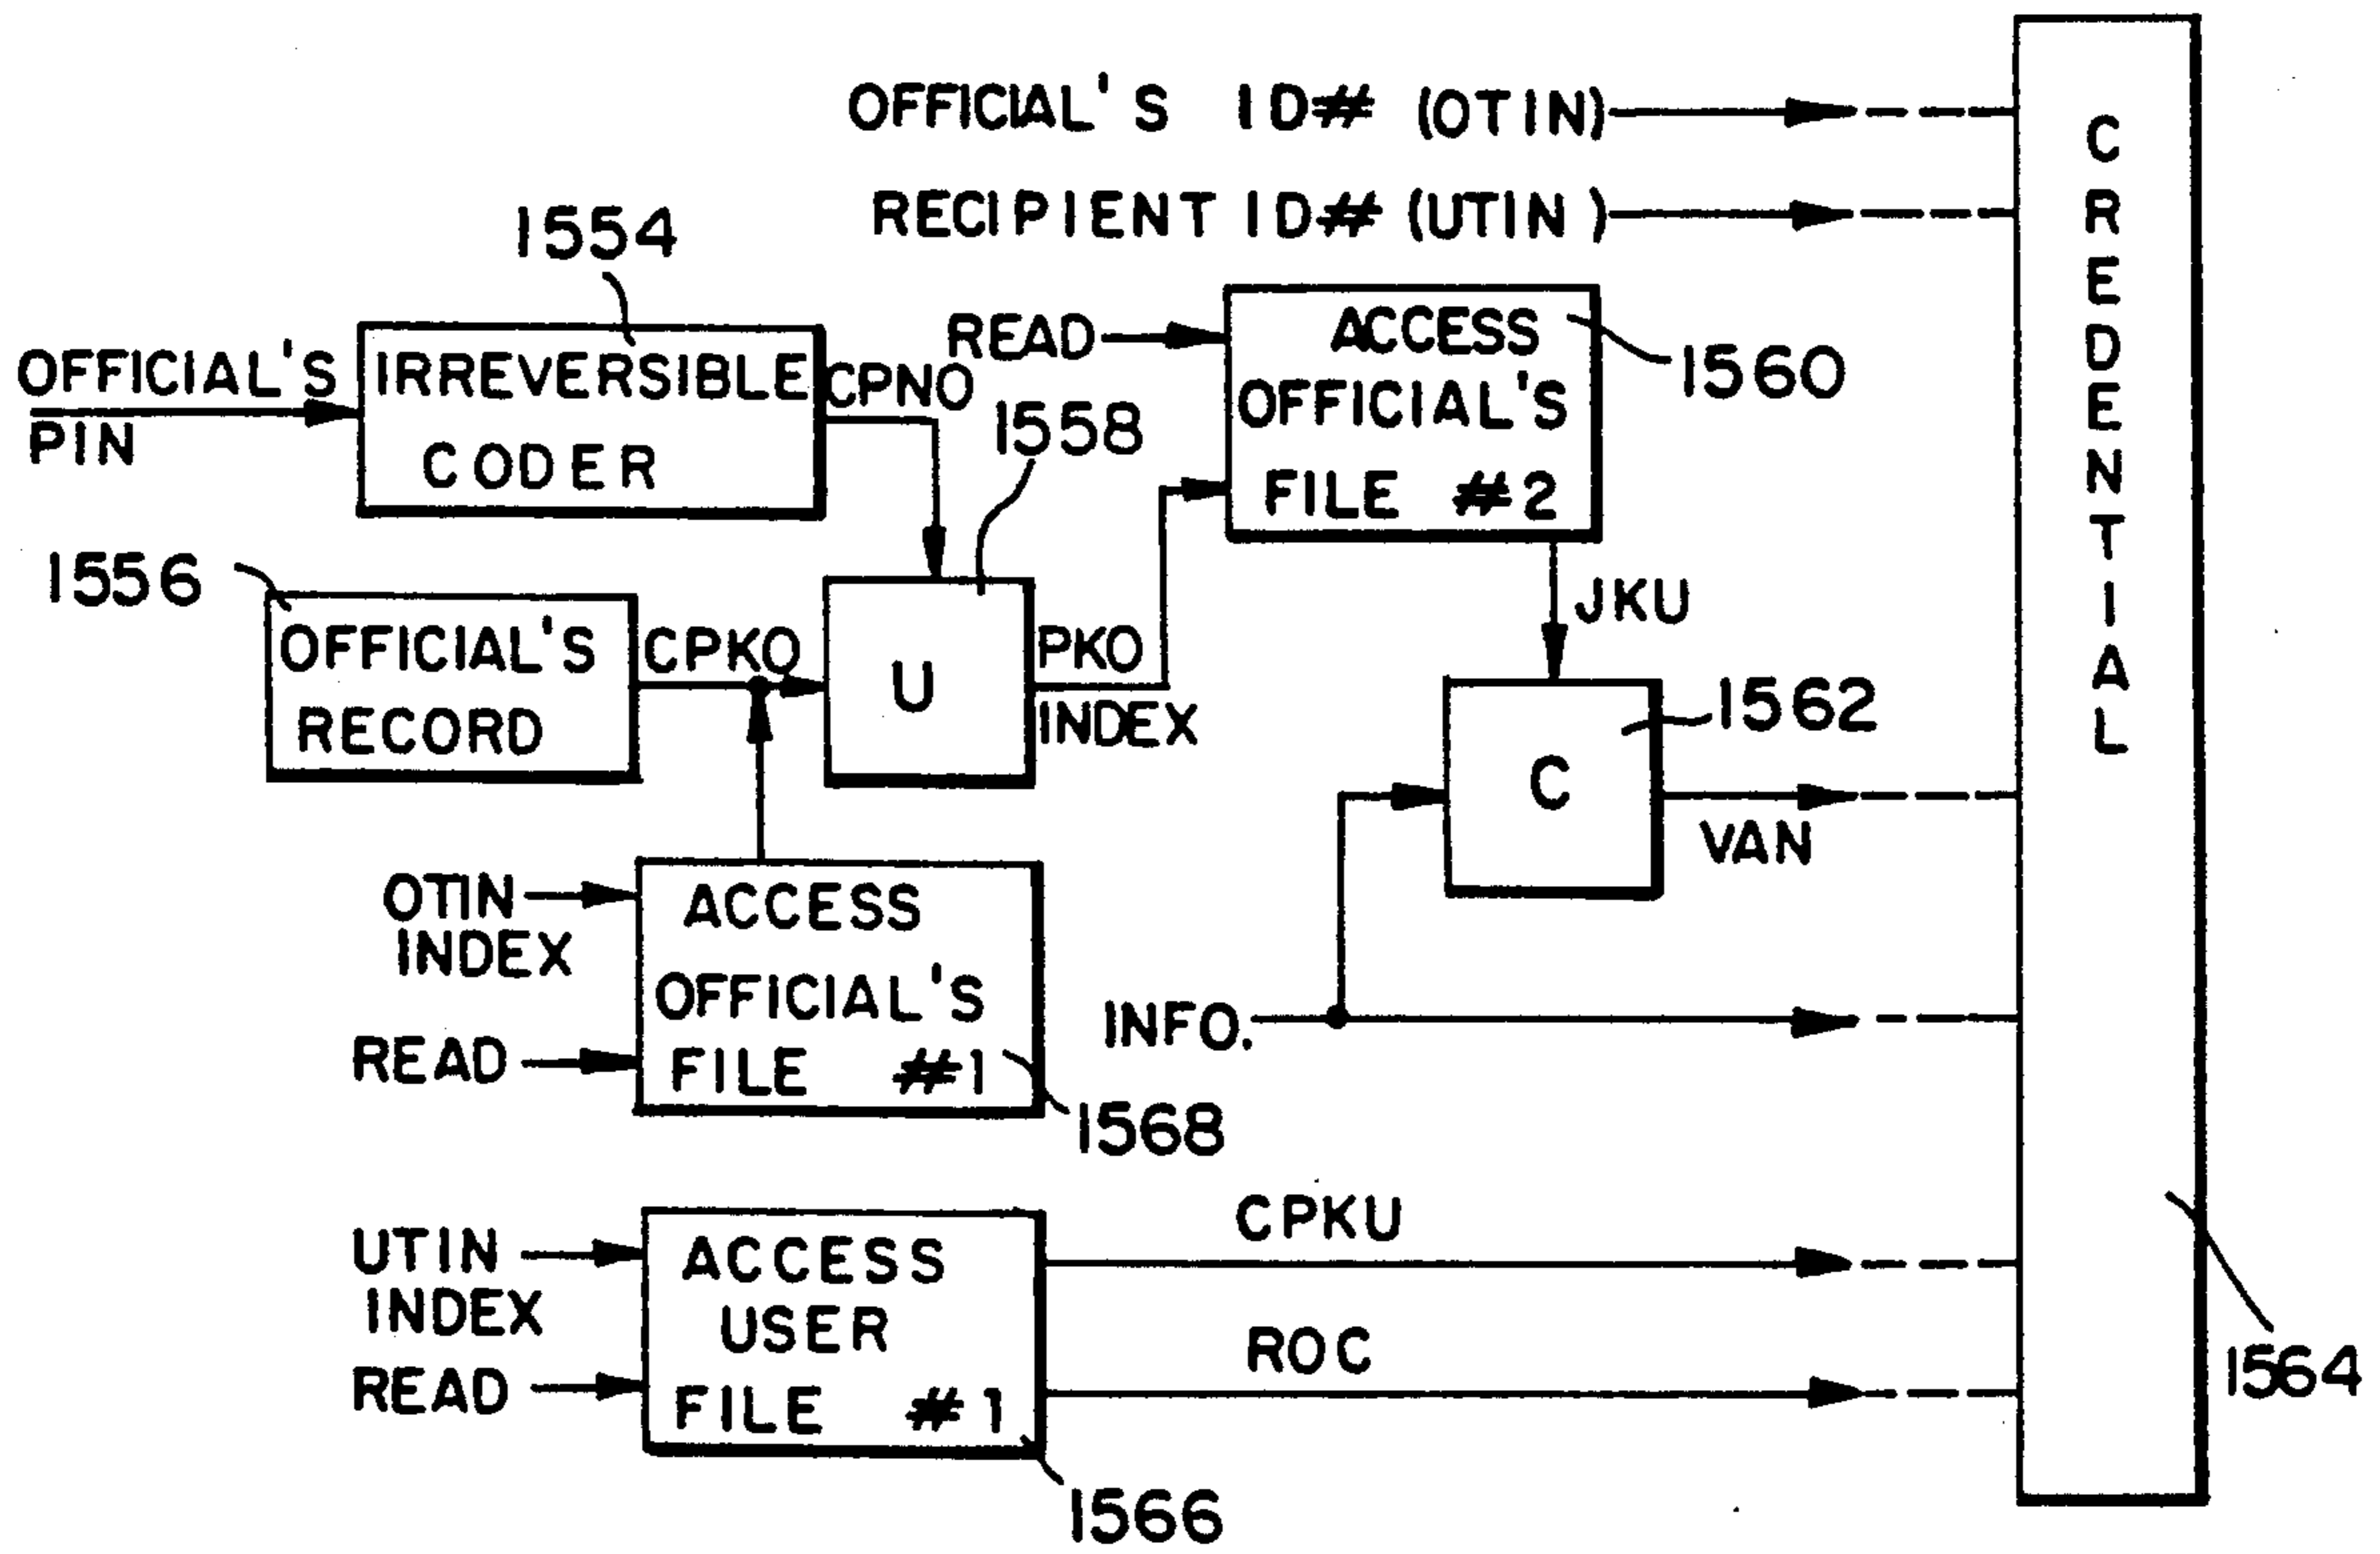 OFFICIAL'S ID# (OTIN)
RECIPIENT ID# (UTIN)
CREDENTIAL
1554
OFFICIAL'S
PIN
IRREVERSIBLE
CODER
CPNO
1558
READ
ACCESS
OFFICIAL'S
FILE #2
1560
1556
OFFICIAL'S
RECORD
CPKO
U
PKO
INDEX
JKU
C
1562
VAN
OTIN
INDEX
READ
ACCESS
OFFICIAL'S
FILE #1
1568
INFO.
UTIN
INDEX
READ
ACCESS
USER
FILE #1
1566
CPKU
ROC
1564